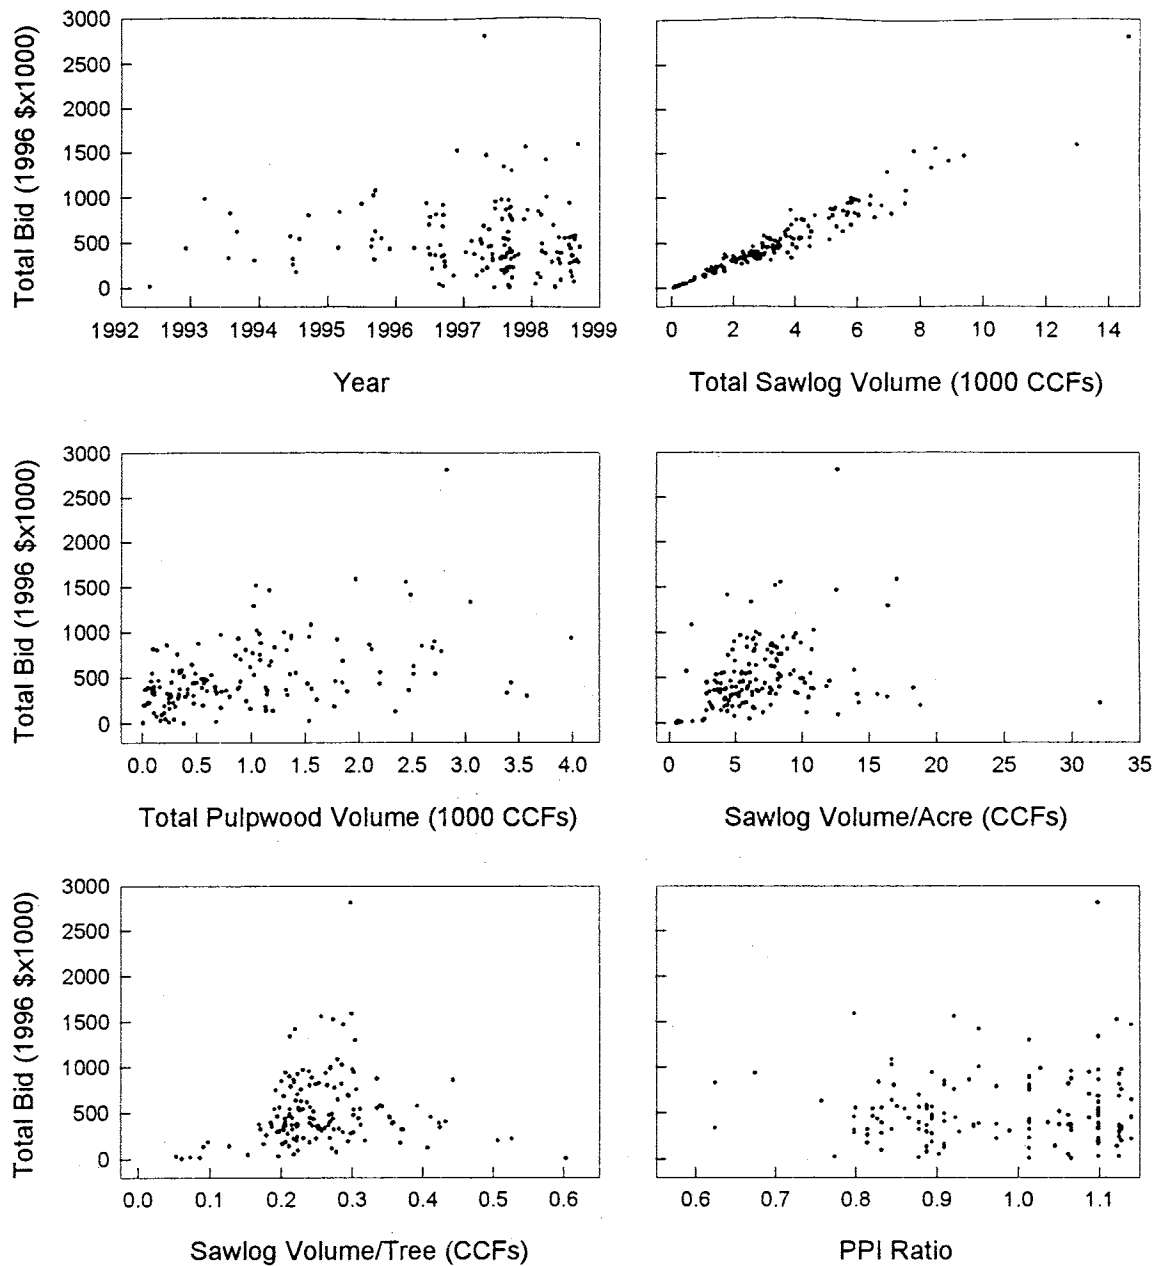 3000
2500
2000
1500
1000
500
0
Total Bid (1996 $x1000)
1992 1993 1994 1995 1996 1997 1998 1999
Year
0 2 4 6 8 10 12 14
Total Sawlog Volume (1000 CCFs)
3000
2500
2000
1500
1000
500
0
Total Bid (1996 $x1000)
0.0 0.5 1.0 1.5 2.0 2.5 3.0 3.5 4.0
Total Pulpwood Volume (1000 CCFs)
0 5 10 15 20 25 30 35
Sawlog Volume/Acre (CCFs)
3000
2500
2000
1500
1000
500
0
Total Bid (1996 $x1000)
0.0 0.1 0.2 0.3 0.4 0.5 0.6
Sawlog Volume/Tree (CCFs)
0.6 0.7 0.8 0.9 1.0 1.1
PPI Ratio